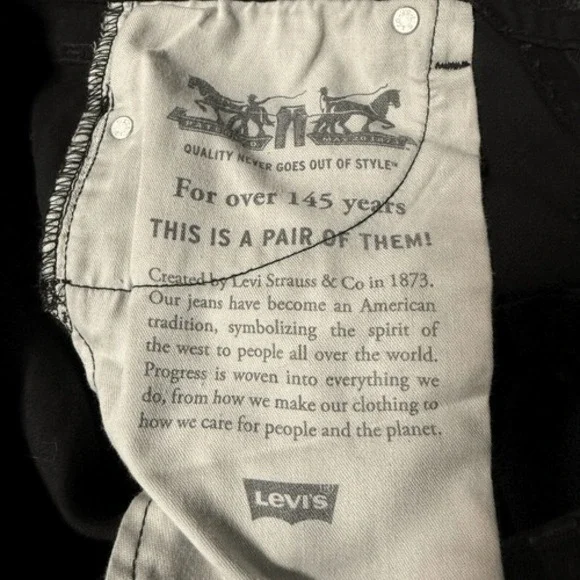 QUALITY NEVER GOES OUT OF STYLE™
For over 145 years
THIS IS A PAIR OF THEM!
Created by Levi Strauss & Co in 1873.
Our jeans have become an American
tradition, symbolizing the spirit of
the west to people all over the world.
Progress is woven into everything we
do, from how we make our clothing to
how we care for people and the planet.
LEVI'S